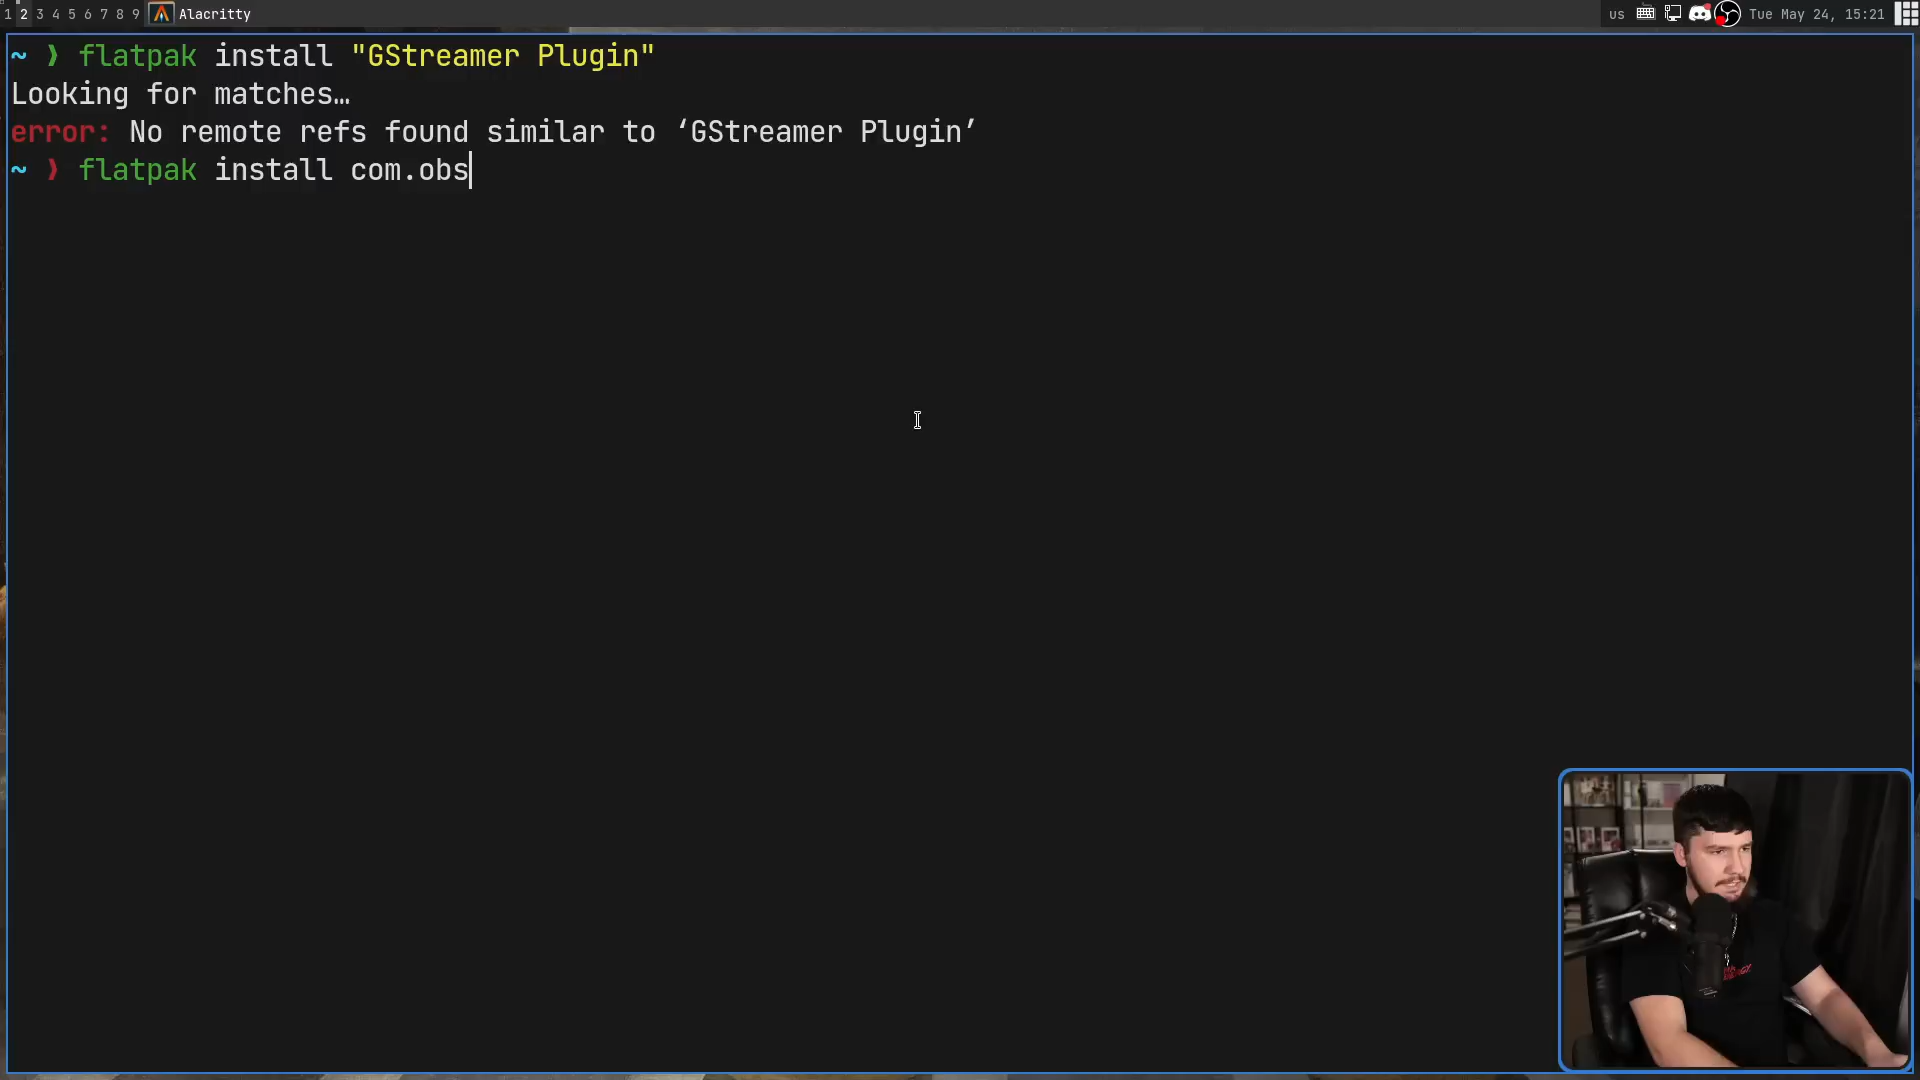 1 2 3 4 5 6 7 8 9 Alacritty us Tue May 24, 15:21
~ ❯ flatpak install "GStreamer Plugin"
Looking for matches…
error: No remote refs found similar to ‘GStreamer Plugin’
~ ❯ flatpak install com.obs